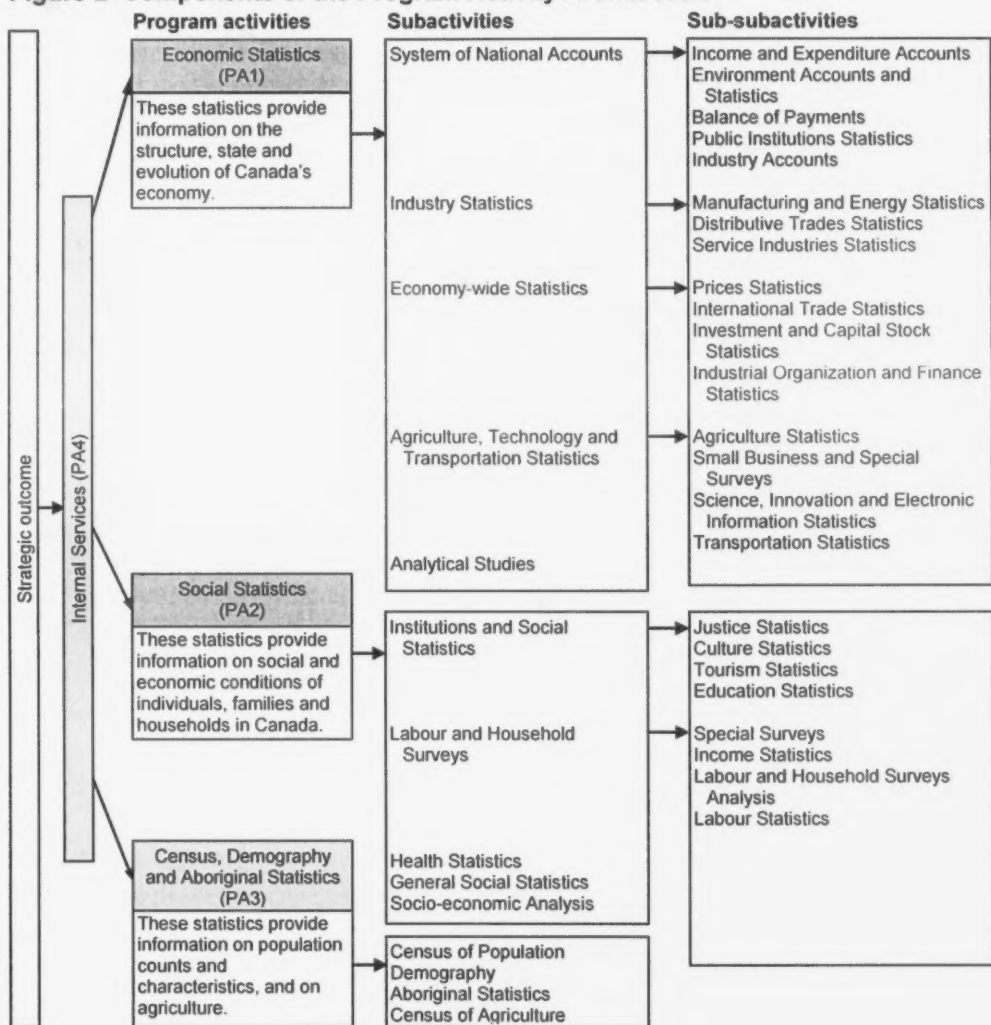 Program activities
Subactivities
Sub-subactivities
Strategic outcome
Internal Services (PA4)
Economic Statistics
(PA1)
These statistics provide
information on the
structure, state and
evolution of Canada's
economy.
System of National Accounts
Income and Expenditure Accounts
Environment Accounts and
Statistics
Balance of Payments
Public Institutions Statistics
Industry Accounts
Industry Statistics
Manufacturing and Energy Statistics
Distributive Trades Statistics
Service Industries Statistics
Economy-wide Statistics
Prices Statistics
International Trade Statistics
Investment and Capital Stock
Statistics
Industrial Organization and Finance
Statistics
Agriculture, Technology and
Transportation Statistics
Agriculture Statistics
Small Business and Special
Surveys
Science, Innovation and Electronic
Information Statistics
Transportation Statistics
Analytical Studies
Social Statistics
(PA2)
These statistics provide
information on social and
economic conditions of
individuals, families and
households in Canada.
Institutions and Social
Statistics
Justice Statistics
Culture Statistics
Tourism Statistics
Education Statistics
Labour and Household
Surveys
Special Surveys
Income Statistics
Labour and Household Surveys
Analysis
Labour Statistics
Health Statistics
General Social Statistics
Socio-economic Analysis
Census, Demography
and Aboriginal Statistics
(PA3)
These statistics provide
information on population
counts and
characteristics, and on
agriculture.
Census of Population
Demography
Aboriginal Statistics
Census of Agriculture